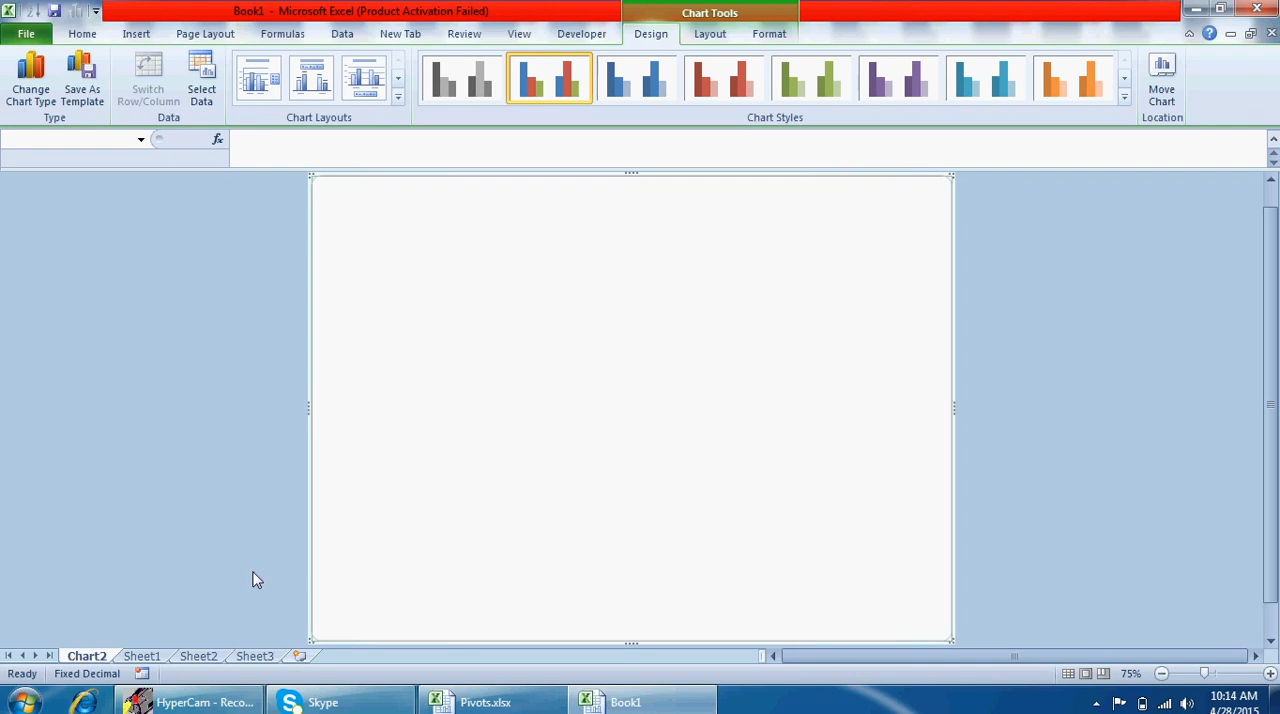 Book1 - Microsoft Excel (Product Activation Failed)
Chart Tools
File Home Insert Page Layout Formulas Data New Tab Review View Developer Design Layout Format
Change Chart Type
Save As Template
Switch Row/Column
Select Data
Move Chart
Type Data Chart Layouts Chart Styles Location
fx
Chart2 Sheet1 Sheet2 Sheet3
Ready Fixed Decimal 75%
HyperCam - Reco... Skype Pivots.xlsx Book1
10:14 AM
4/28/2015